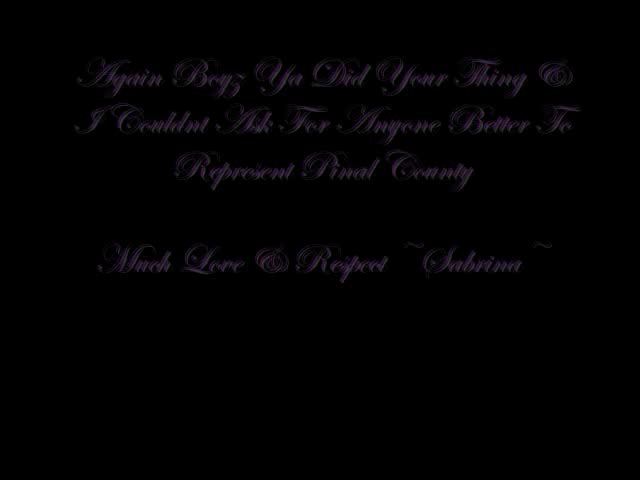 Again Boyz Ya Did Your Thing &
I Couldnt Ask For Anyone Better To
Represent Pinal County
Much Love & Respect ~Sabrina~